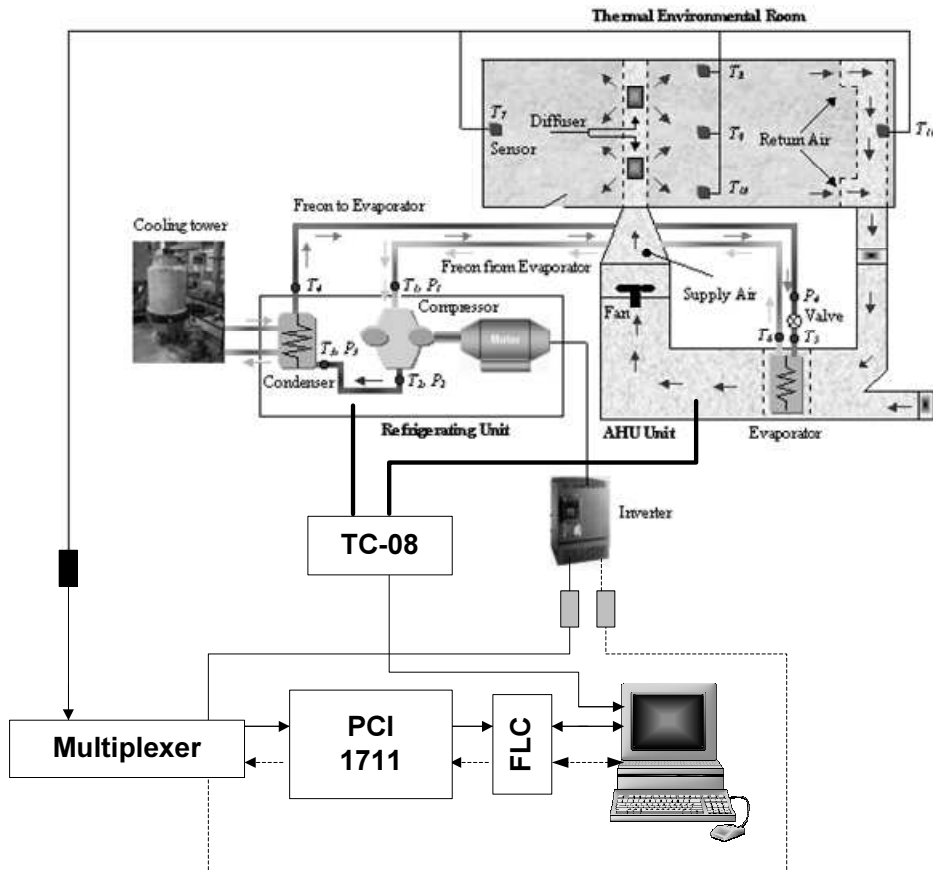 Thermal Environmental Room
T7
Sensor
Diffuser
T8
T9
T10
Return Air
Freon to Evaporator
Cooling tower
Freon from Evaporator
T4
T1, P1
Compressor
Supply Air
Fan
P4
Valve
T6
T5
Motor
T3, P3
Condenser
T2, P2
Refrigerating Unit
AHU Unit
Evaporator
Inverter
TC-08
Multiplexer
PCI
1711
FLC